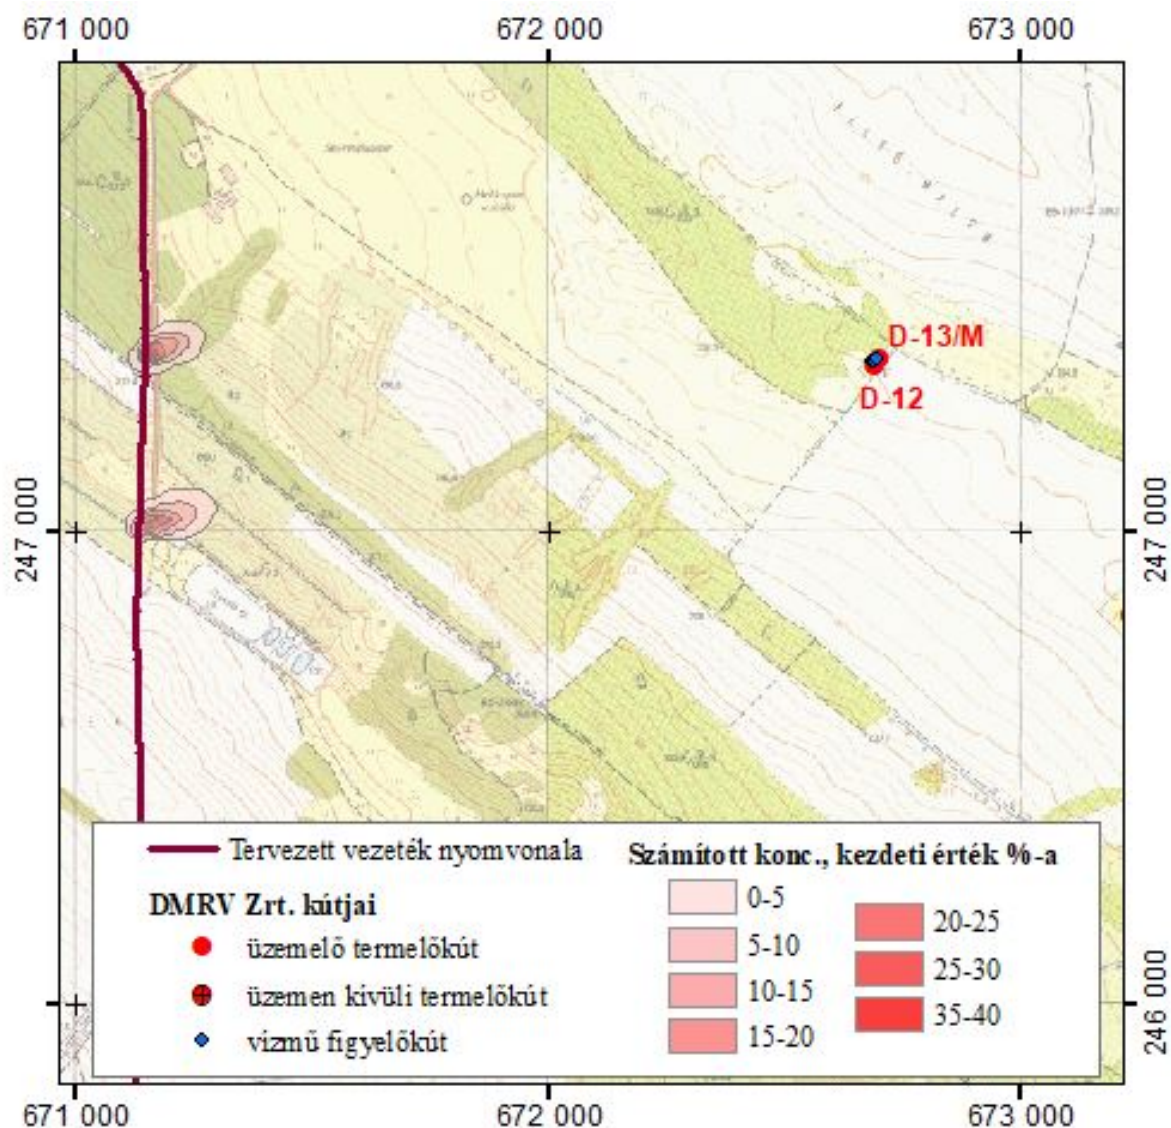 671 000 672 000 673 000
D-13/M
D-12
247 000 247 000
Tervezett vezeték nyomvonala
DMRV Zrt. kútjai
üzemelő termelőkút
üzemen kívüli termelőkút
vízmű figyelőkút
Számított konc., kezdeti érték %-a
0-5
5-10
10-15
15-20
20-25
25-30
35-40
246 000
671 000 672 000 673 000